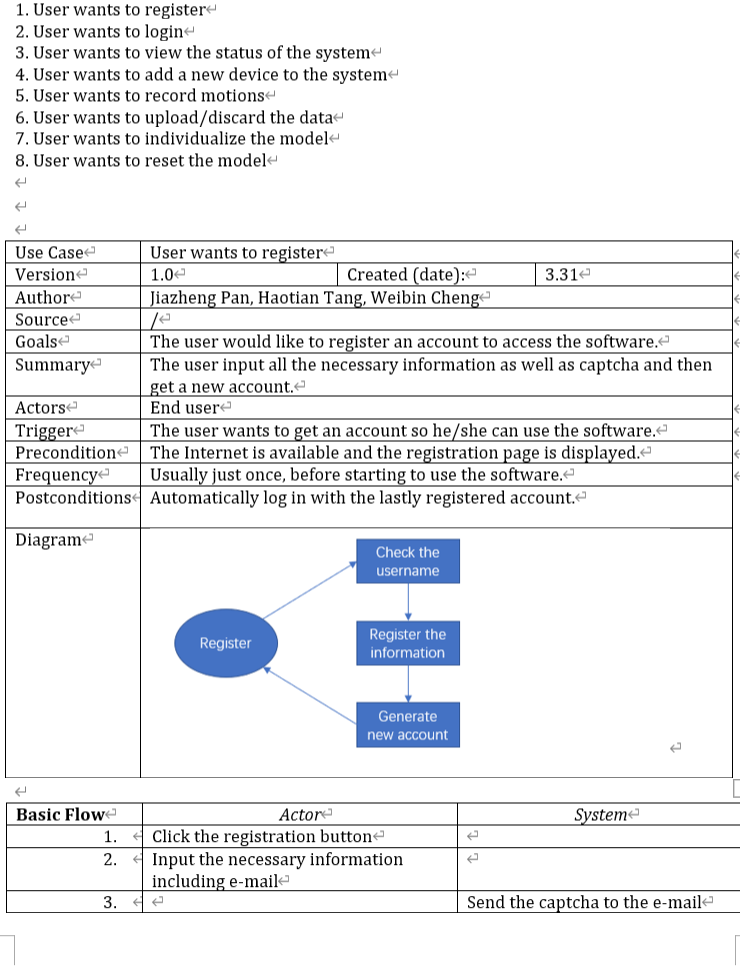 1. User wants to register
2. User wants to login
3. User wants to view the status of the system
4. User wants to add a new device to the system
5. User wants to record motions
6. User wants to upload/discard the data
7. User wants to individualize the model
8. User wants to reset the model
Use Case User wants to register
Version 1.0 Created (date): 3.31
Author Jiazheng Pan, Haotian Tang, Weibin Cheng
Source /
Goals The user would like to register an account to access the software.
Summary The user input all the necessary information as well as captcha and then
get a new account.
Actors End user
Trigger The user wants to get an account so he/she can use the software.
Precondition The Internet is available and the registration page is displayed.
Frequency Usually just once, before starting to use the software.
Postconditions Automatically log in with the lastly registered account.
Diagram
Check the
username
Register
Register the
information
Generate
new account
Basic Flow Actor System
1. Click the registration button
2. Input the necessary information
including e-mail
3. Send the captcha to the e-mail